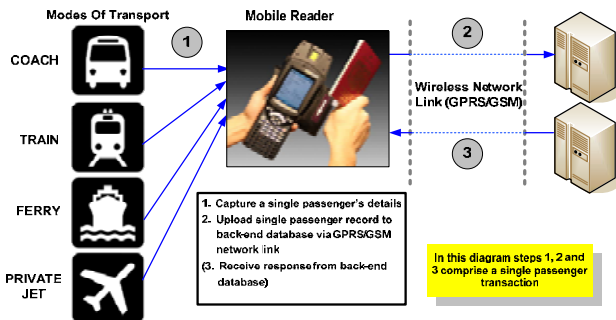 Modes Of Transport
Mobile Reader
COACH
TRAIN
FERRY
PRIVATE
JET
1
2
Wireless Network
Link (GPRS/GSM)
3
1. Capture a single passenger's details
2. Upload single passenger record to
back-end database via GPRS/GSM
network link
(3. Receive response from back-end
database)
In this diagram steps 1, 2 and
3 comprise a single passenger
transaction